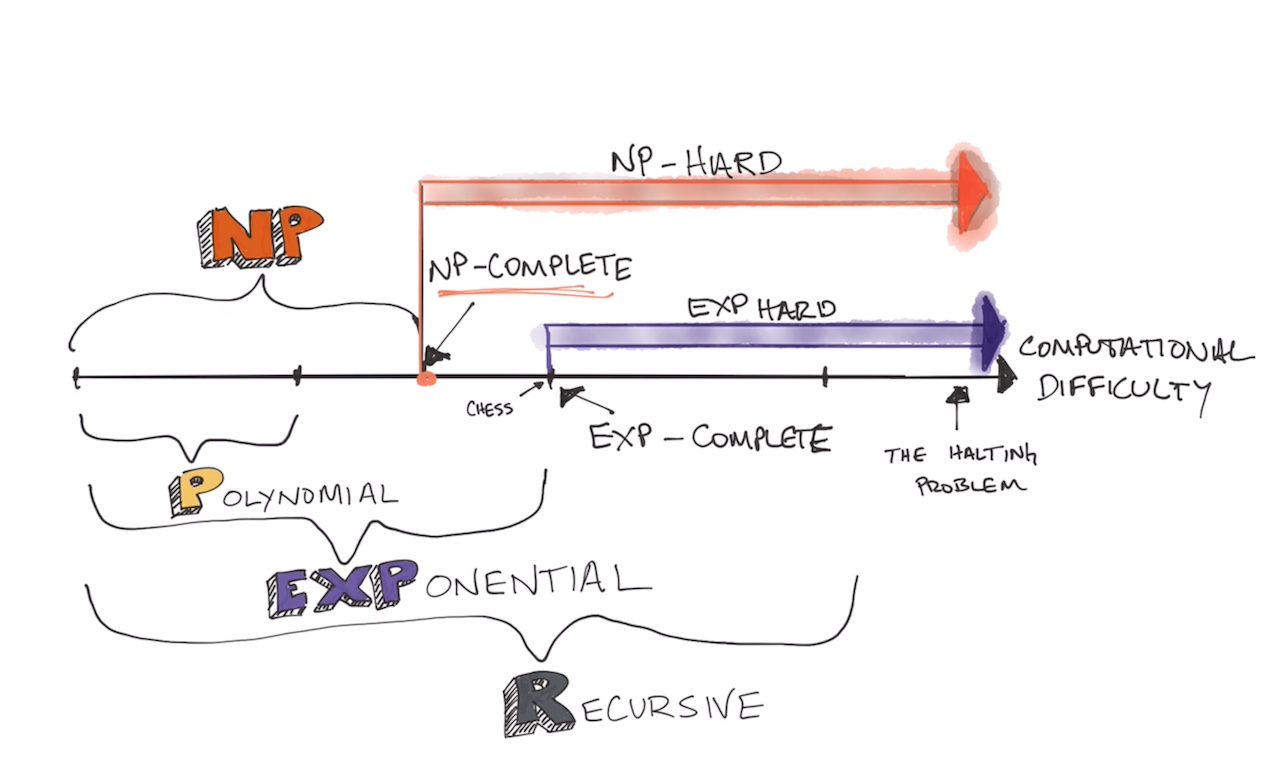 NP-HARD
NP
NP-COMPLETE
EXP HARD
COMPUTATIONAL
DIFFICULTY
CHESS
EXP-COMPLETE
THE HALTING
PROBLEM
POLYNOMIAL
EXPONENTIAL
RECURSIVE